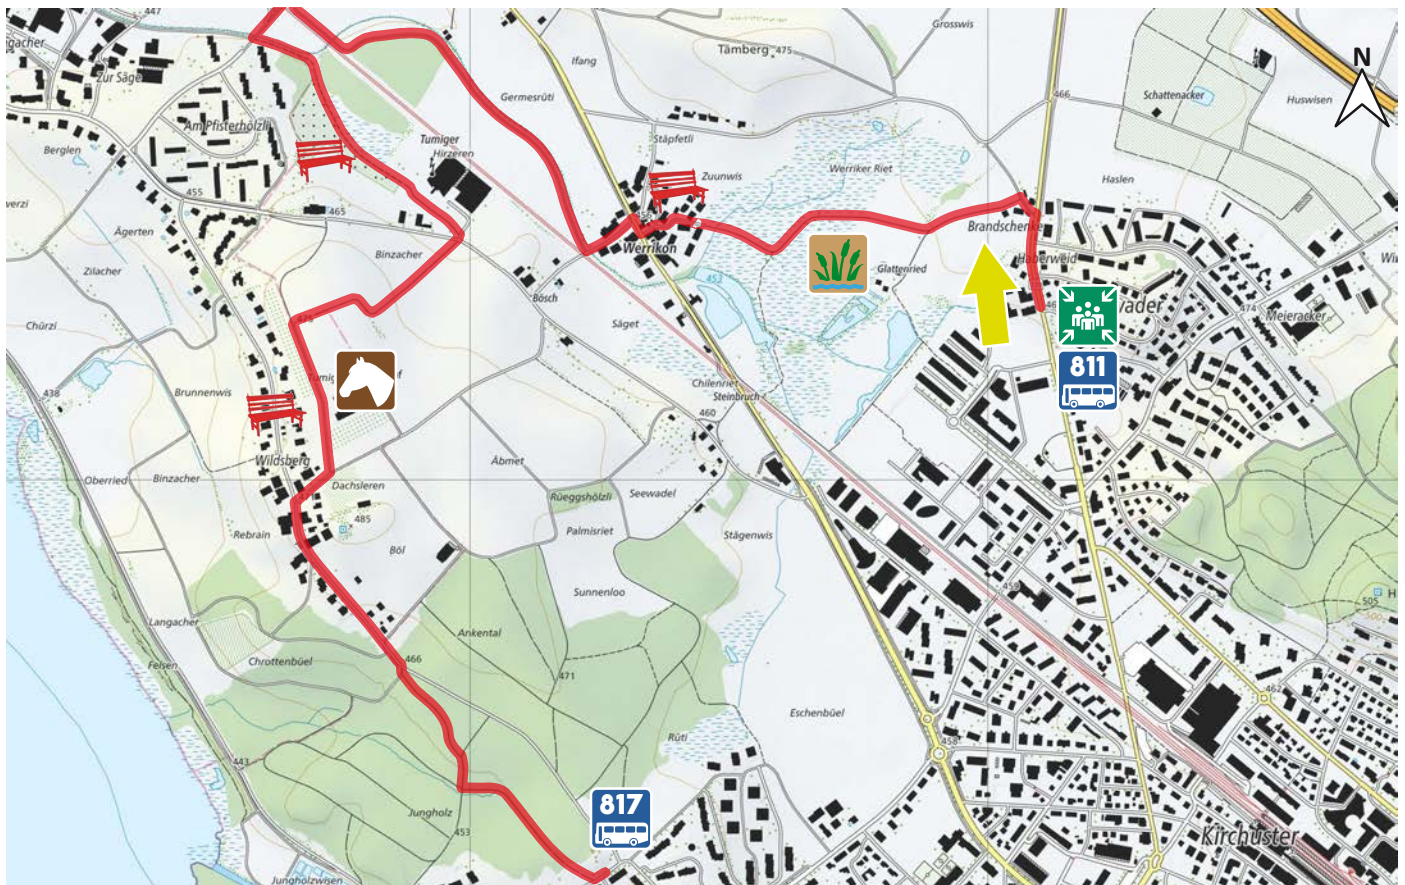 447
Grosswis
Tämberg 475
N
Ifang
Zur Säge
Germesrüti
466
Schattenacker
Huswisen
Am Pfisterhölzli
Tumiger
Hirzeren
Stäpfetli
Berglen
Werriker Riet
Zuunwis
Haslen
455
465
Ägerten
Werrikon
Brandschenke
Binzacher
Haberweid
Zilacher
Glattenried
452
Bösch
474
Meieracker
Chürzi
Säget
811
Brunnenwis
438
Chilenriet
Steinbruch
460
Wildsberg
Äbmet
Oberried
Binzacher
Dachsleren
Rüeggshölzli
Seewadel
485
Rebrain
Palmisriet
Stägenwis
Böl
459
Sunnenloo
505
Langacher
Ankental
Felsen
Chrottenbüel
466
471
462
Eschenbüel
Rüti
458
443
817
Jungholz
453
Kirchuster
Jungholzwisen